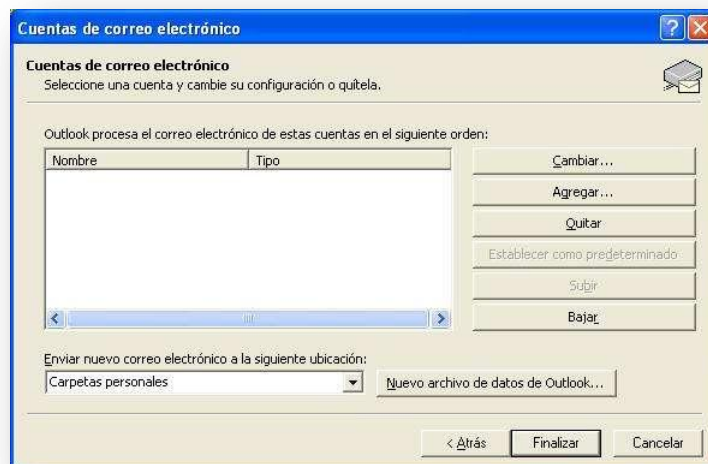 Cuentas de correo electrónico
Cuentas de correo electrónico
Seleccione una cuenta y cambie su configuración o quítela.
Outlook procesa el correo electrónico de estas cuentas en el siguiente orden:
Nombre Tipo
Cambiar...
Agregar...
Quitar
Establecer como predeterminado
Subir
Bajar
Enviar nuevo correo electrónico a la siguiente ubicación:
Carpetas personales Nuevo archivo de datos de Outlook...
< Atrás Finalizar Cancelar